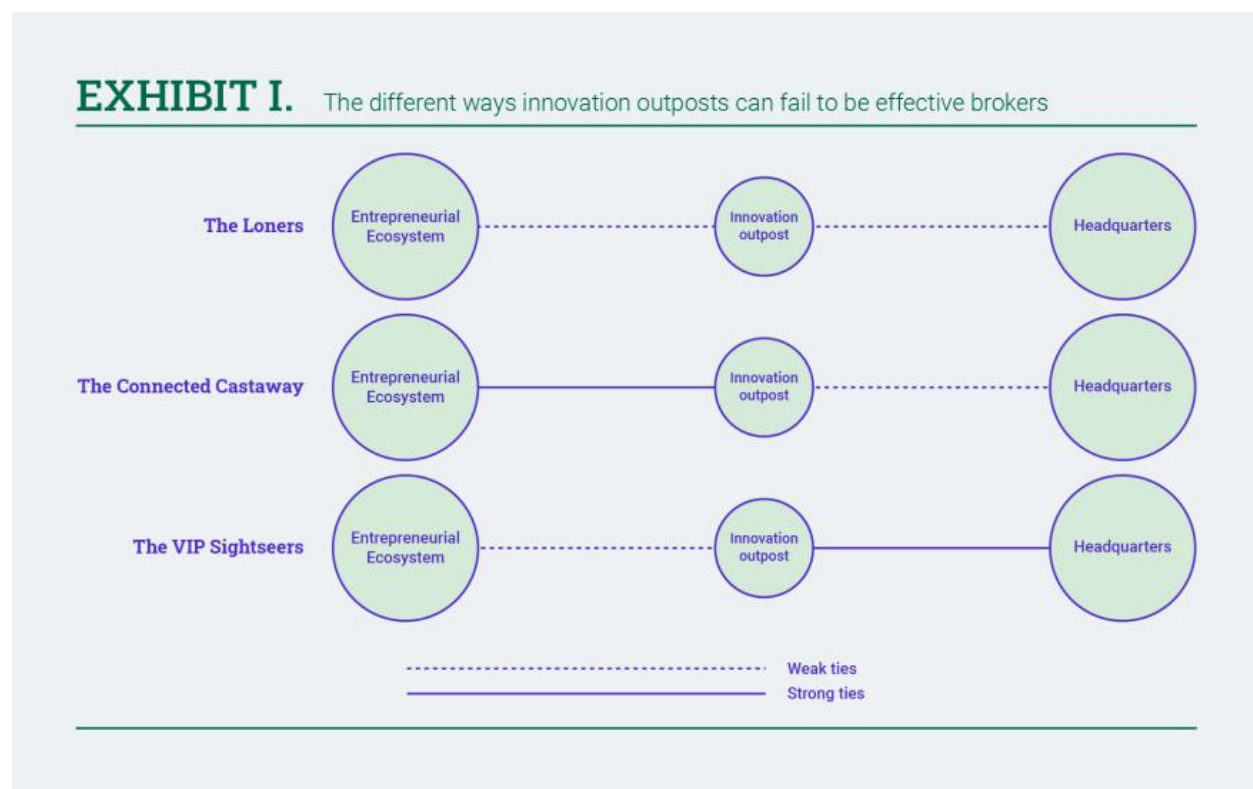 EXHIBIT I. The different ways innovation outposts can fail to be effective brokers
The Loners
Entrepreneurial
Ecosystem
Innovation
outpost
Headquarters
The Connected Castaway
Entrepreneurial
Ecosystem
Innovation
outpost
Headquarters
The VIP Sightseers
Entrepreneurial
Ecosystem
Innovation
outpost
Headquarters
Weak ties
Strong ties